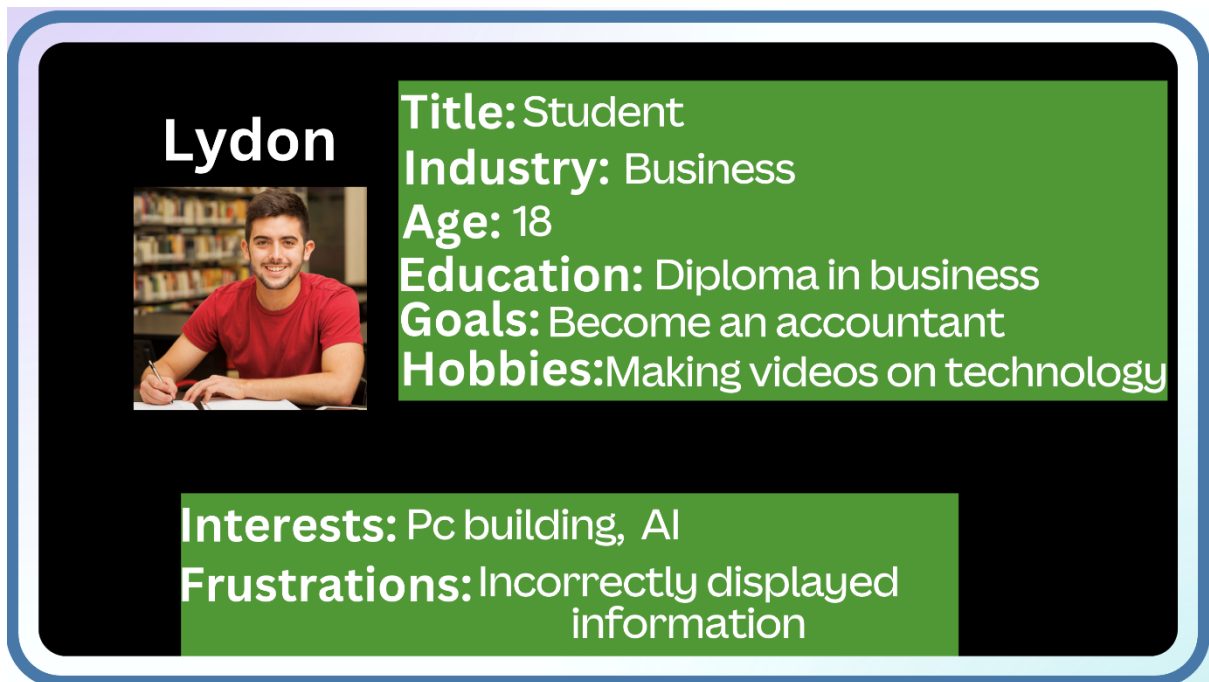 Lydon
Title: Student
Industry: Business
Age: 18
Education: Diploma in business
Goals: Become an accountant
Hobbies:Making videos on technology
Interests: Pc building, AI
Frustrations: Incorrectly displayed
information